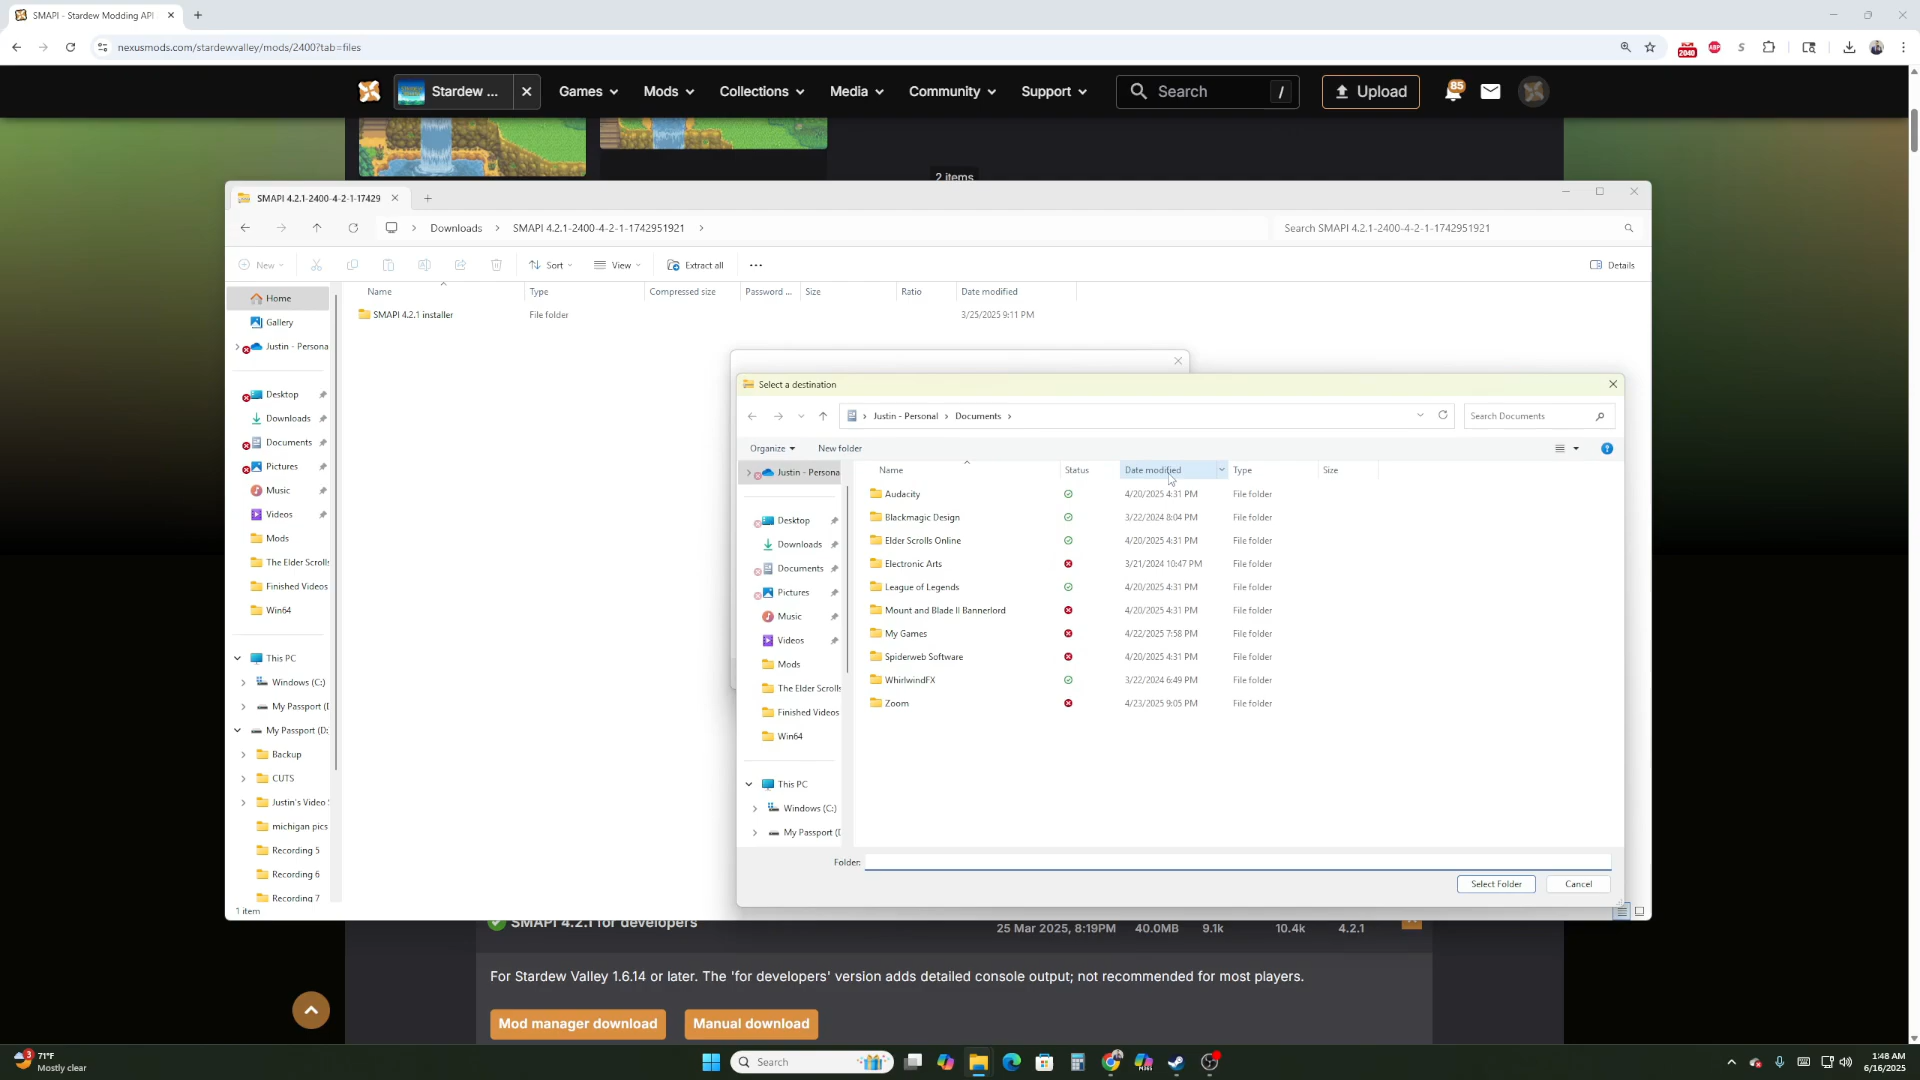 SMAPI - Stardew Modding API
nexusmods.com/stardewvalley/mods/2400?tab=files
2040
ABP
Stardew ...
Games
Mods
Collections
Media
Community
Support
Search
/
Upload
85
2 items
SMAPI 4.2.1-2400-4-2-1-17429
Downloads
SMAPI 4.2.1-2400-4-2-1-1742951921
Search SMAPI 4.2.1-2400-4-2-1-1742951921
New
Sort
View
Extract all
Details
Home
Gallery
Justin - Persona
Desktop
Downloads
Documents
Pictures
Music
Videos
Mods
The Elder Scrolls
Finished Videos
Win64
This PC
Windows (C:)
My Passport (
My Passport (D:
Backup
CUTS
Justin's Video
michigan pics
Recording 5
Recording 6
Recording 7
1 item
Name Type Compressed size Password ... Size Ratio Date modified
SMAPI 4.2.1 installer File folder 3/25/2025 9:11 PM
Select a destination
Justin - Personal > Documents >
Search Documents
Organize
New folder
Justin - Persona
Desktop
Downloads
Documents
Pictures
Music
Videos
Mods
The Elder Scrolls
Finished Videos
Win64
This PC
Windows (C:)
My Passport (
Name Status Date modified Type Size
Audacity 4/20/2025 4:31 PM File folder
Blackmagic Design 3/22/2024 8:04 PM File folder
Elder Scrolls Online 4/20/2025 4:31 PM File folder
Electronic Arts 3/21/2024 10:47 PM File folder
League of Legends 4/20/2025 4:31 PM File folder
Mount and Blade II Bannerlord 4/20/2025 4:31 PM File folder
My Games 4/22/2025 7:58 PM File folder
Spiderweb Software 4/20/2025 4:31 PM File folder
WhirlwindFX 3/22/2024 6:49 PM File folder
Zoom 4/23/2025 9:05 PM File folder
Folder:
Select Folder
Cancel
SMAPI 4.2.1 for developers
25 Mar 2025, 8:19PM 40.0MB 9.1k 10.4k 4.2.1
For Stardew Valley 1.6.14 or later. The 'for developers' version adds detailed console output; not recommended for most players.
Mod manager download
Manual download
3
71°F
Mostly clear
Search
1:48 AM
6/16/2025